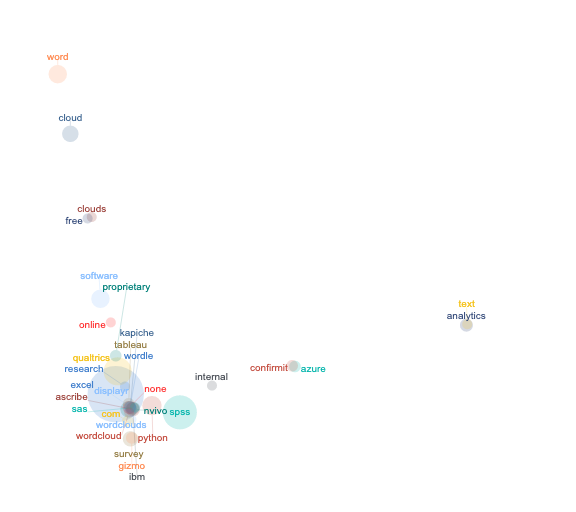 word
cloud
clouds
free
software
proprietary
online
kapiche
tableau
wordle
qualtrics
research
excel
displayr
ascribe
sas
com
none
nvivo
spss
wordclouds
wordcloud
python
survey
gizmo
ibm
internal
confirmit
azure
text
analytics